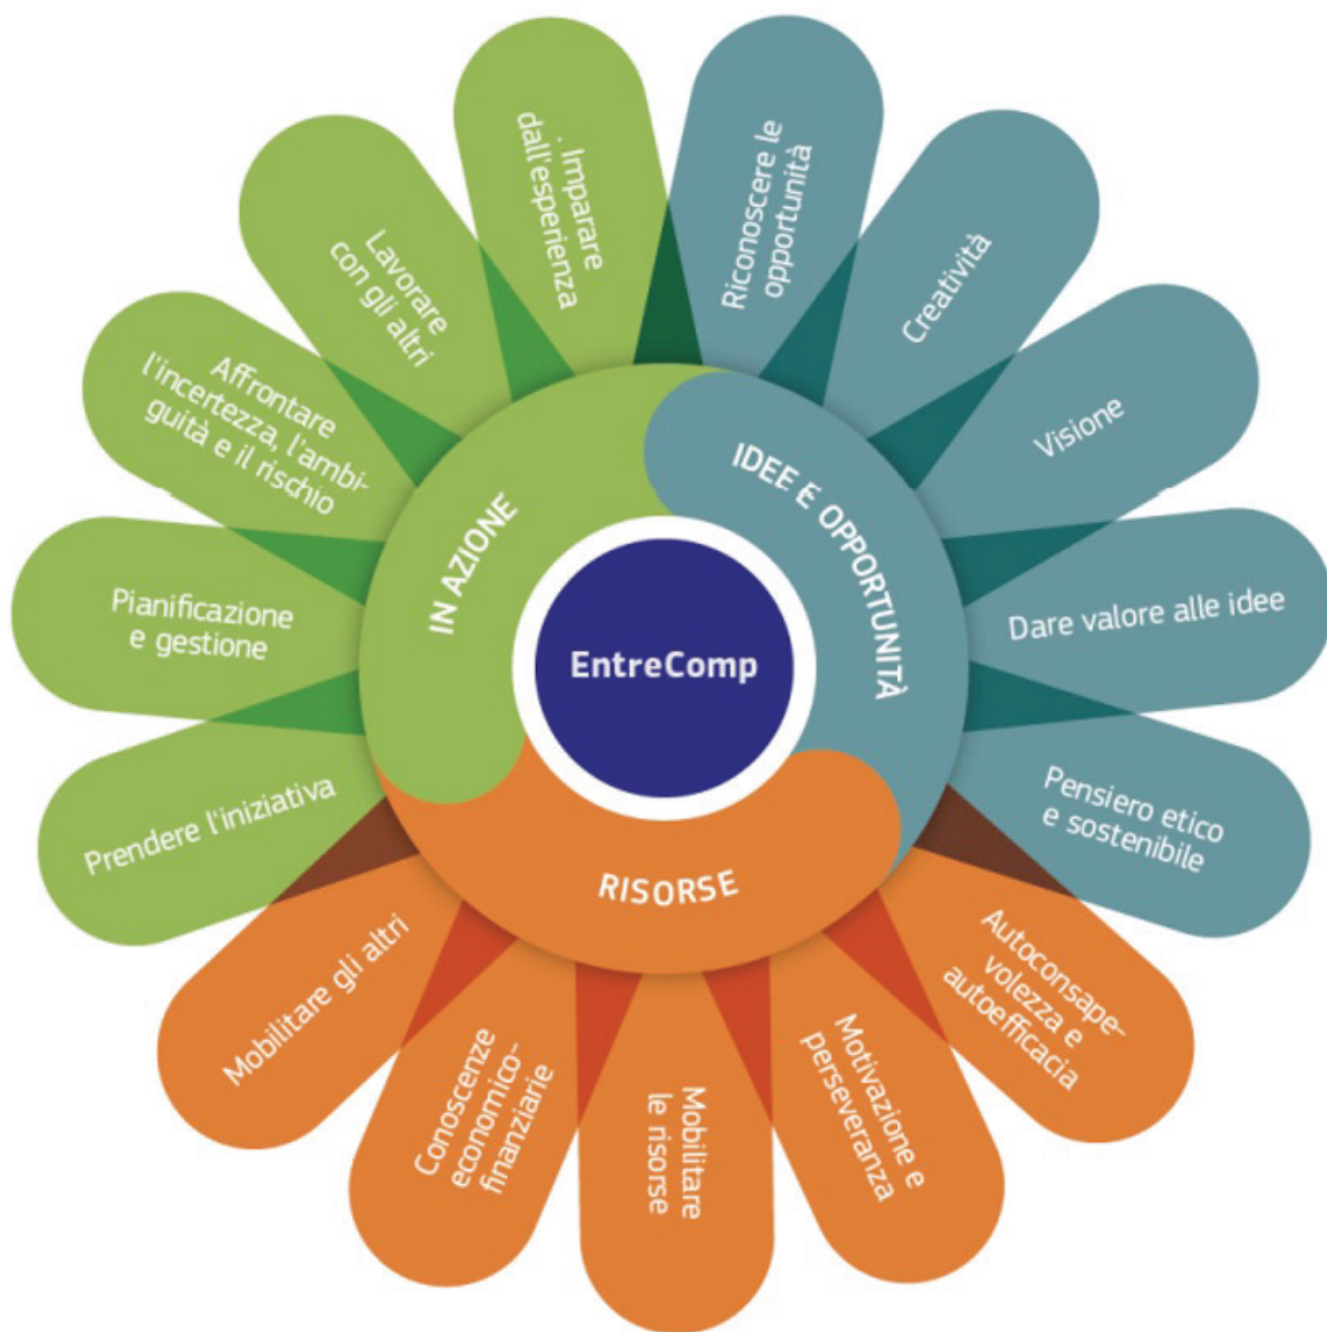 EntreComp
IDEE E OPPORTUNITÀ
Riconoscere le
opportunità
Creatività
Visione
Dare valore alle idee
Pensiero etico
e sostenibile
RISORSE
Autoconsape-
volezza e
autoefficacia
Motivazione e
perseveranza
Mobilitare
le risorse
Conoscenze
economico-
finanziarie
Mobilitare gli altri
IN AZIONE
Prendere l'iniziativa
Pianificazione
e gestione
Affrontare
l'incertezza, l'ambi-
guità e il rischio
Lavorare
con gli altri
. Imparare
dall'esperienza